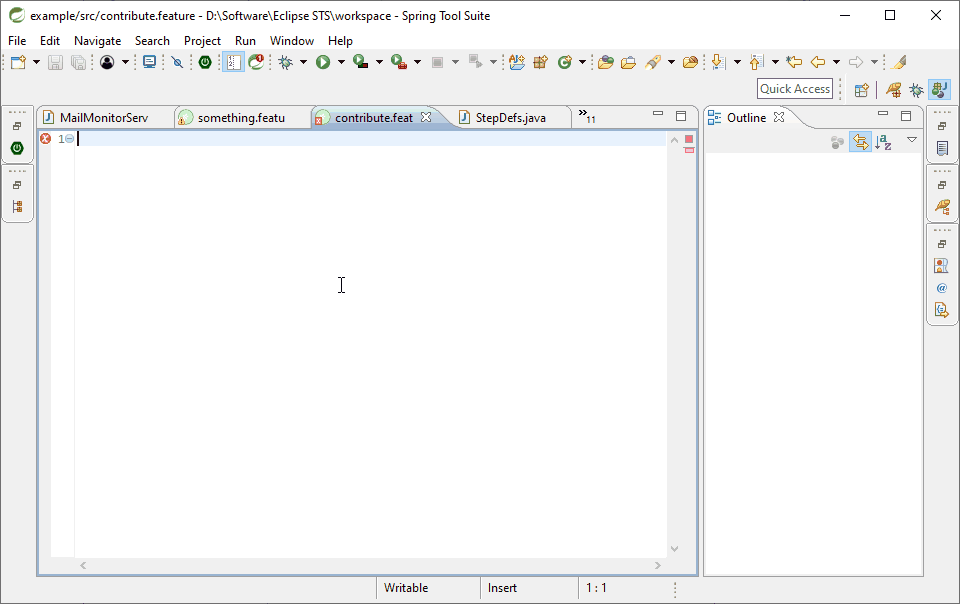 example/src/contribute.feature - D:\Software\Eclipse STS\workspace - Spring Tool Suite
File Edit Navigate Search Project Run Window Help
Quick Access
MailMonitorServ something.featu contribute.feat StepDefs.java »11 Outline
1
Writable Insert 1 : 1